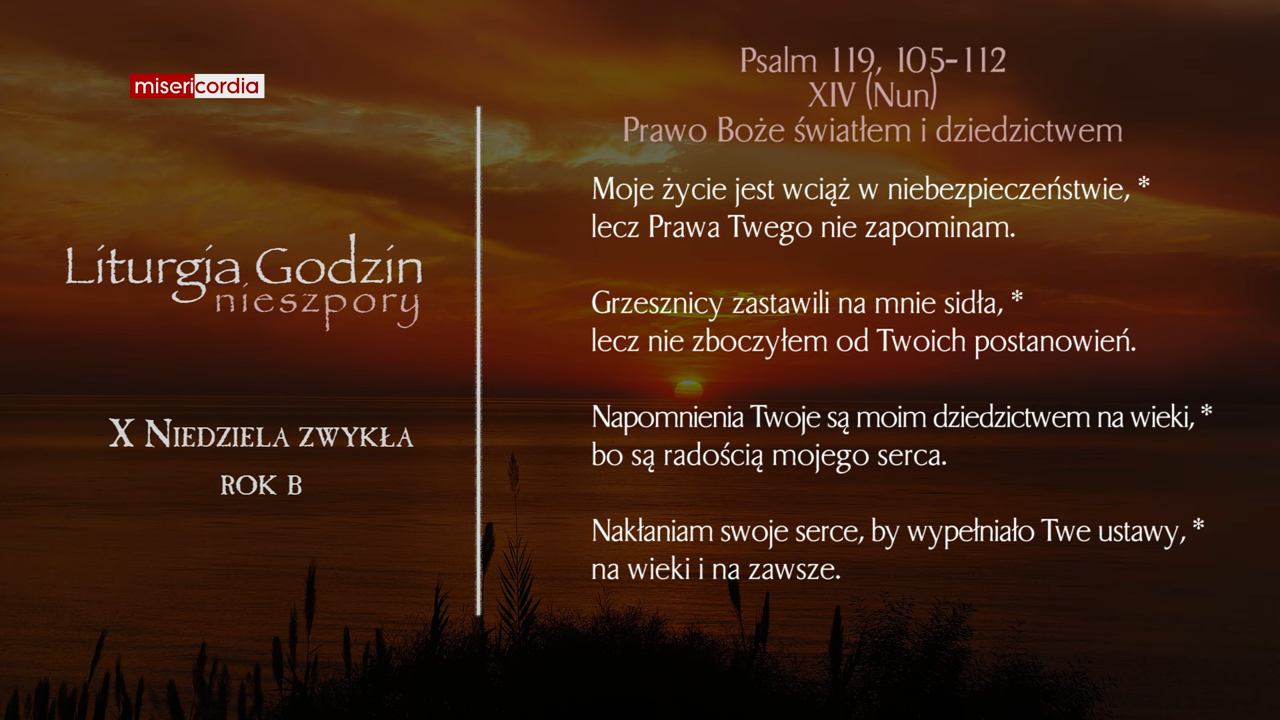 misericordia
Liturgia Godzin
nieszpory
X Niedziela zwykła
rok B
Psalm 119, 105-112
XIV (Nun)
Prawo Boże światłem i dziedzictwem
Moje życie jest wciąż w niebezpieczeństwie, *
lecz Prawa Twego nie zapominam.
Grzesznicy zastawili na mnie sidła, *
lecz nie zboczyłem od Twoich postanowień.
Napomnienia Twoje są moim dziedzictwem na wieki, *
bo są radością mojego serca.
Nakłaniam swoje serce, by wypełniało Twe ustawy, *
na wieki i na zawsze.